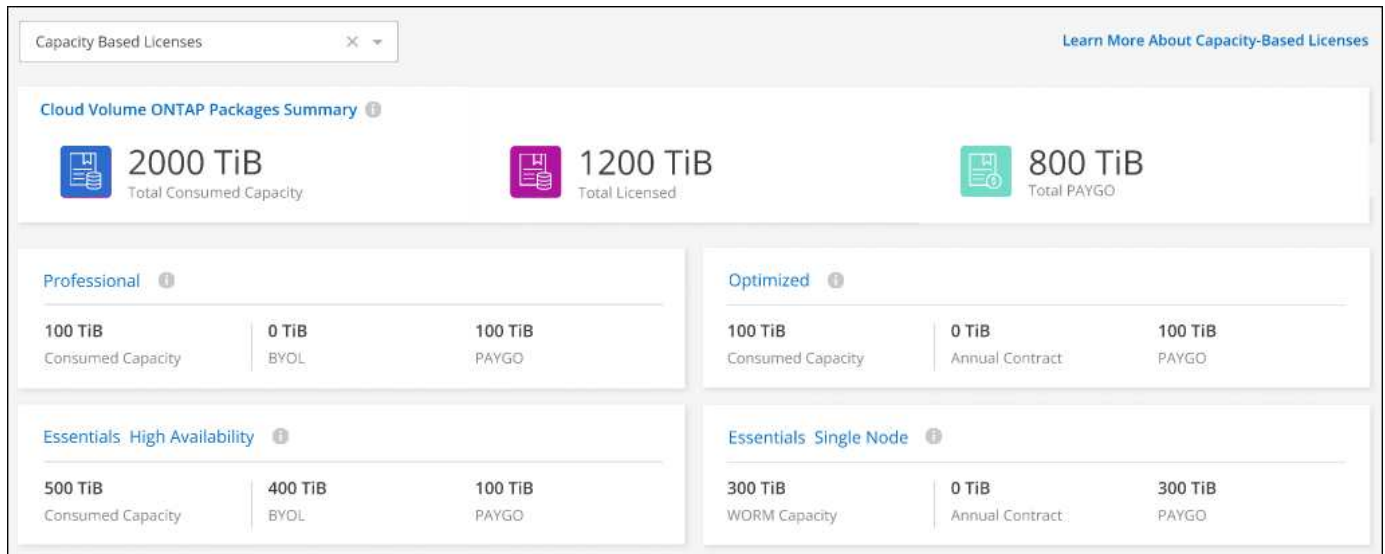 Capacity Based Licenses
Learn More About Capacity-Based Licenses
Cloud Volume ONTAP Packages Summary
2000 TiB
Total Consumed Capacity
1200 TiB
Total Licensed
800 TiB
Total PAYGO
Professional
100 TiB
Consumed Capacity
0 TiB
BYOL
100 TiB
PAYGO
Optimized
100 TiB
Consumed Capacity
0 TiB
Annual Contract
100 TiB
PAYGO
Essentials High Availability
500 TiB
Consumed Capacity
400 TiB
BYOL
100 TiB
PAYGO
Essentials Single Node
300 TiB
WORM Capacity
0 TiB
Annual Contract
300 TiB
PAYGO